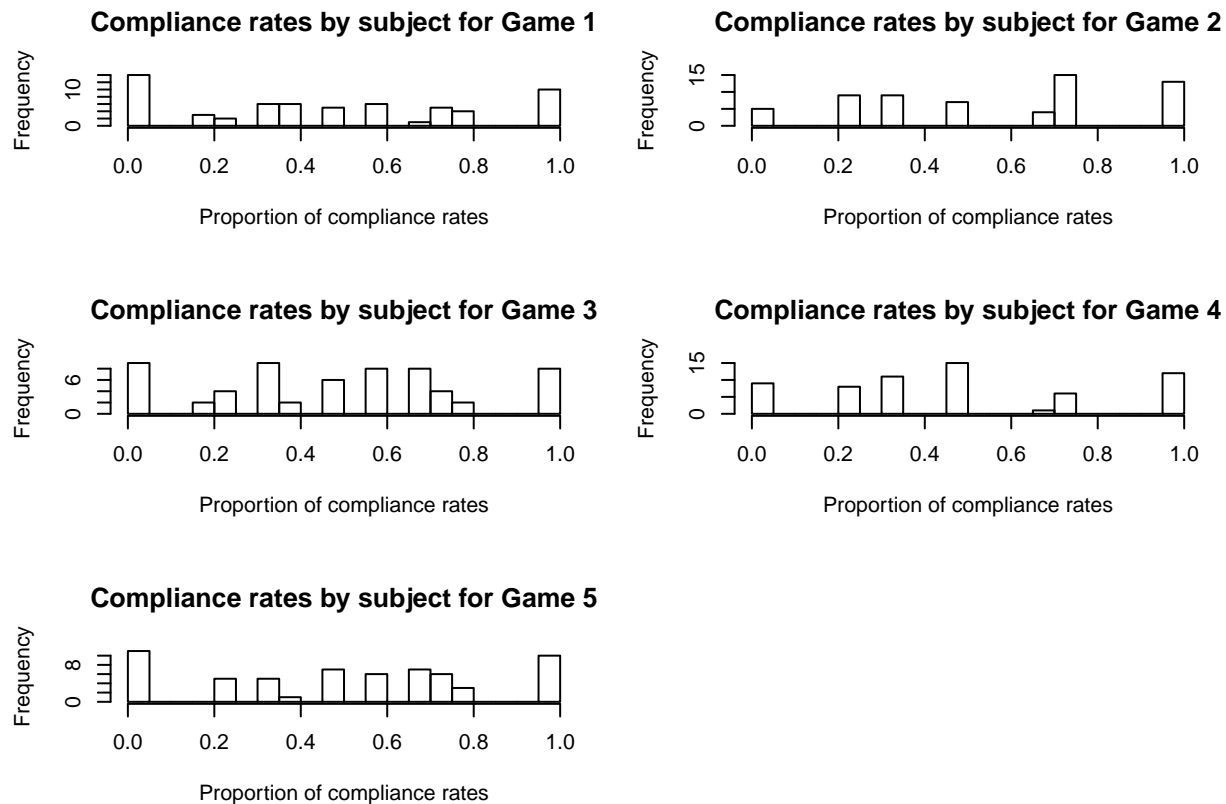 Compliance rates by subject for Game 1
Frequency
0 10
0.0 0.2 0.4 0.6 0.8 1.0
Proportion of compliance rates
Compliance rates by subject for Game 2
Frequency
0 15
0.0 0.2 0.4 0.6 0.8 1.0
Proportion of compliance rates
Compliance rates by subject for Game 3
Frequency
0 6
0.0 0.2 0.4 0.6 0.8 1.0
Proportion of compliance rates
Compliance rates by subject for Game 4
Frequency
0 15
0.0 0.2 0.4 0.6 0.8 1.0
Proportion of compliance rates
Compliance rates by subject for Game 5
Frequency
0 8
0.0 0.2 0.4 0.6 0.8 1.0
Proportion of compliance rates